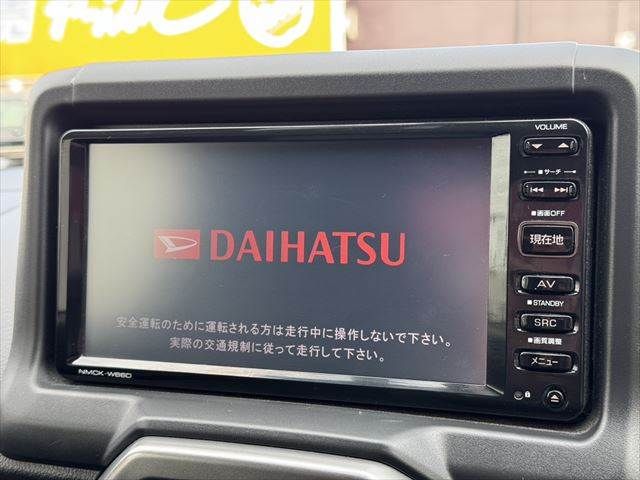 VOLUME
■サーチ
■画面OFF
現在地
DAIHATSU
AV
■STANDBY
SRC
安全運転のために運転される方は走行中に操作しないで下さい。
実際の交通規制に従って走行して下さい。
■画質調整
メニュー
NMCK-W66D